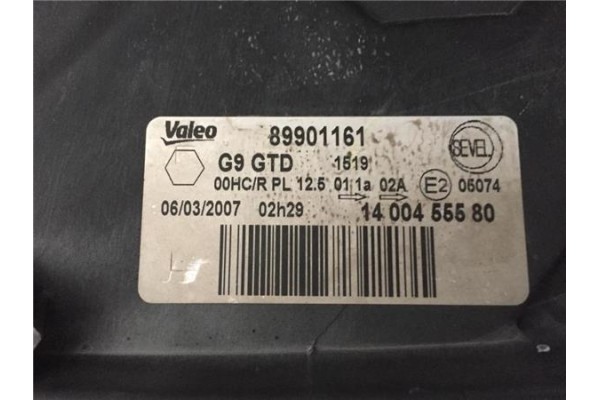 Valeo 89901161
SEVEL
G9 GTD 1519
00HC/R PL 12.5 01 1a 02A E2 06074
06/03/2007 02h29 14 004 555 80